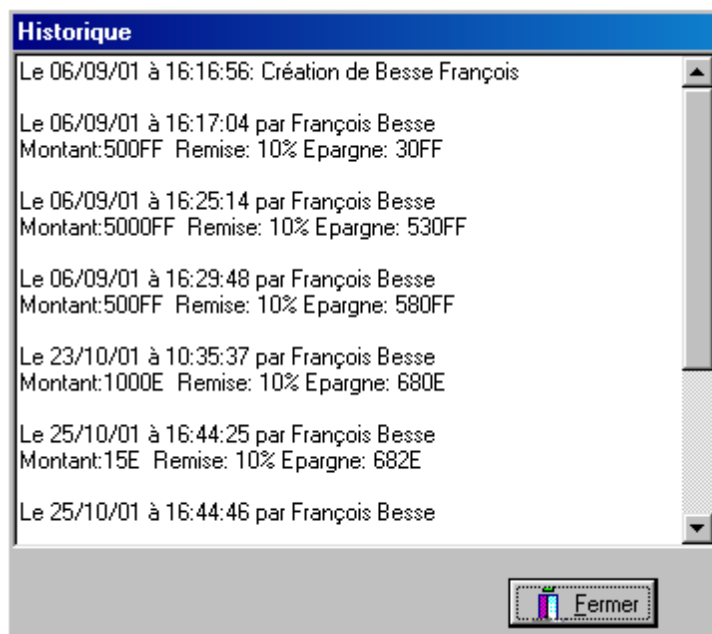 Historique
Le 06/09/01 à 16:16:56: Création de Besse François
Le 06/09/01 à 16:17:04 par François Besse
Montant:500FF Remise: 10% Epargne: 30FF
Le 06/09/01 à 16:25:14 par François Besse
Montant:5000FF Remise: 10% Epargne: 530FF
Le 06/09/01 à 16:29:48 par François Besse
Montant:500FF Remise: 10% Epargne: 580FF
Le 23/10/01 à 10:35:37 par François Besse
Montant:1000E Remise: 10% Epargne: 680E
Le 25/10/01 à 16:44:25 par François Besse
Montant:15E Remise: 10% Epargne: 682E
Le 25/10/01 à 16:44:46 par François Besse
Fermer